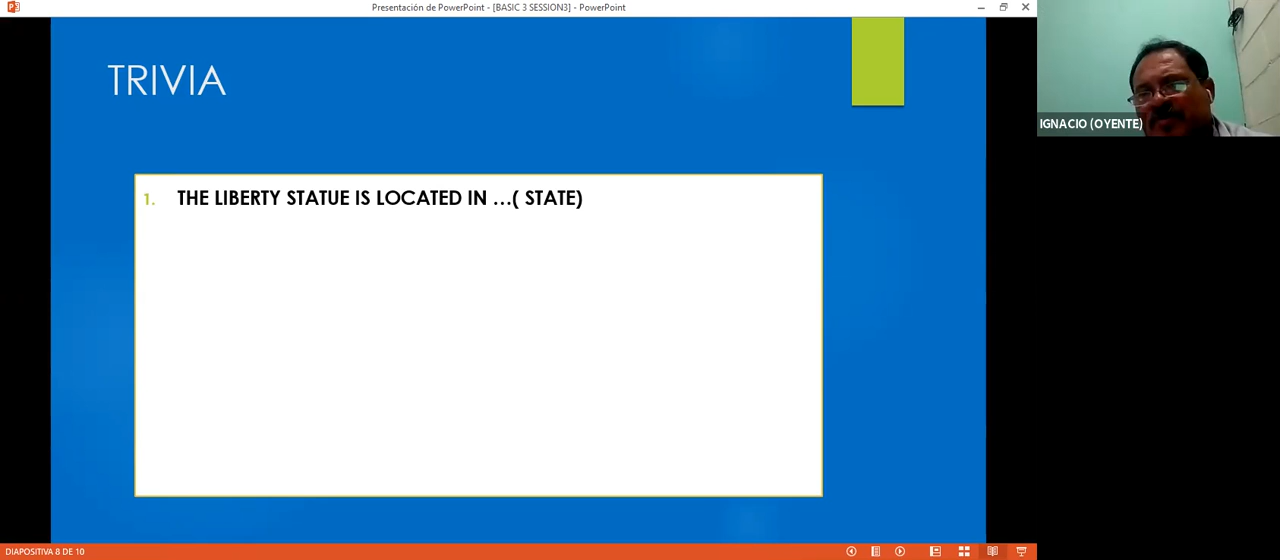 Presentación de PowerPoint - [BASIC 3 SESSION3] - PowerPoint
TRIVIA
1. THE LIBERTY STATUE IS LOCATED IN …( STATE)
IGNACIO (OYENTE)
DIAPOSITIVA 8 DE 10